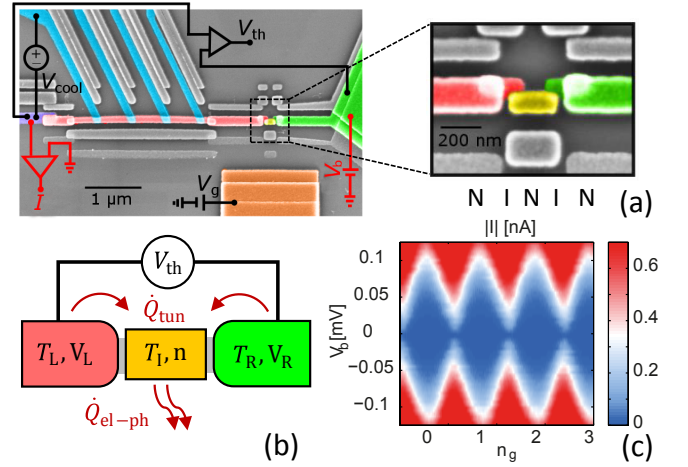 V_cool
V_th
I
V_b
V_g
1 μm
200 nm
N I N I N
(a)
V_th
Q̇_tun
T_L, V_L
T_I, n
T_R, V_R
Q̇_el−ph
(b)
|I| [nA]
V_b[mV]
0.1
0.05
0
−0.05
−0.1
0 1 2 3
n_g
0.6
0.4
0.2
0
(c)